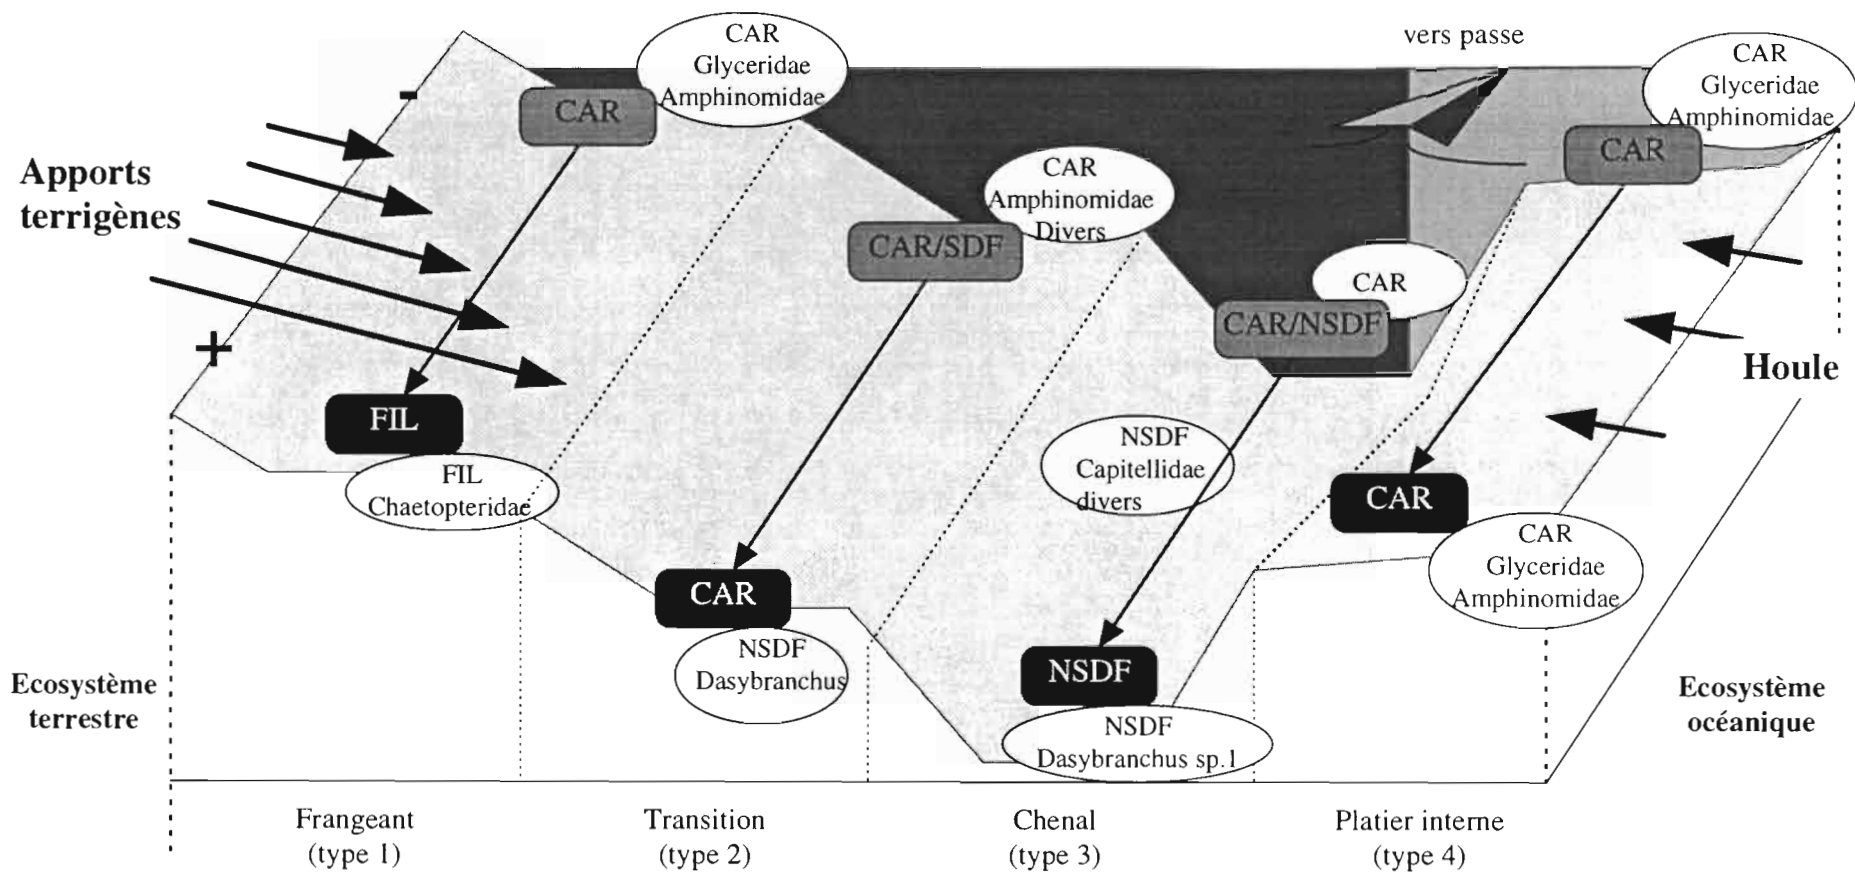 CAR
Glyceridae
Amphinomidae
CAR
vers passe
CAR
Glyceridae
Amphinomidae
CAR
-
Apports
terrigènes
CAR
Amphinomidae
Divers
CAR/SDF
CAR
CAR/NSDF
+
Houle
FIL
FIL
Chaetopteridae
NSDF
Capitellidae
divers
CAR
CAR
Glyceridae
Amphinomidae
CAR
NSDF
Dasybranchus
NSDF
NSDF
Dasybranchus sp.1
Ecosystème
terrestre
Ecosystème
océanique
Frangeant
(type 1)
Transition
(type 2)
Chenal
(type 3)
Platier interne
(type 4)